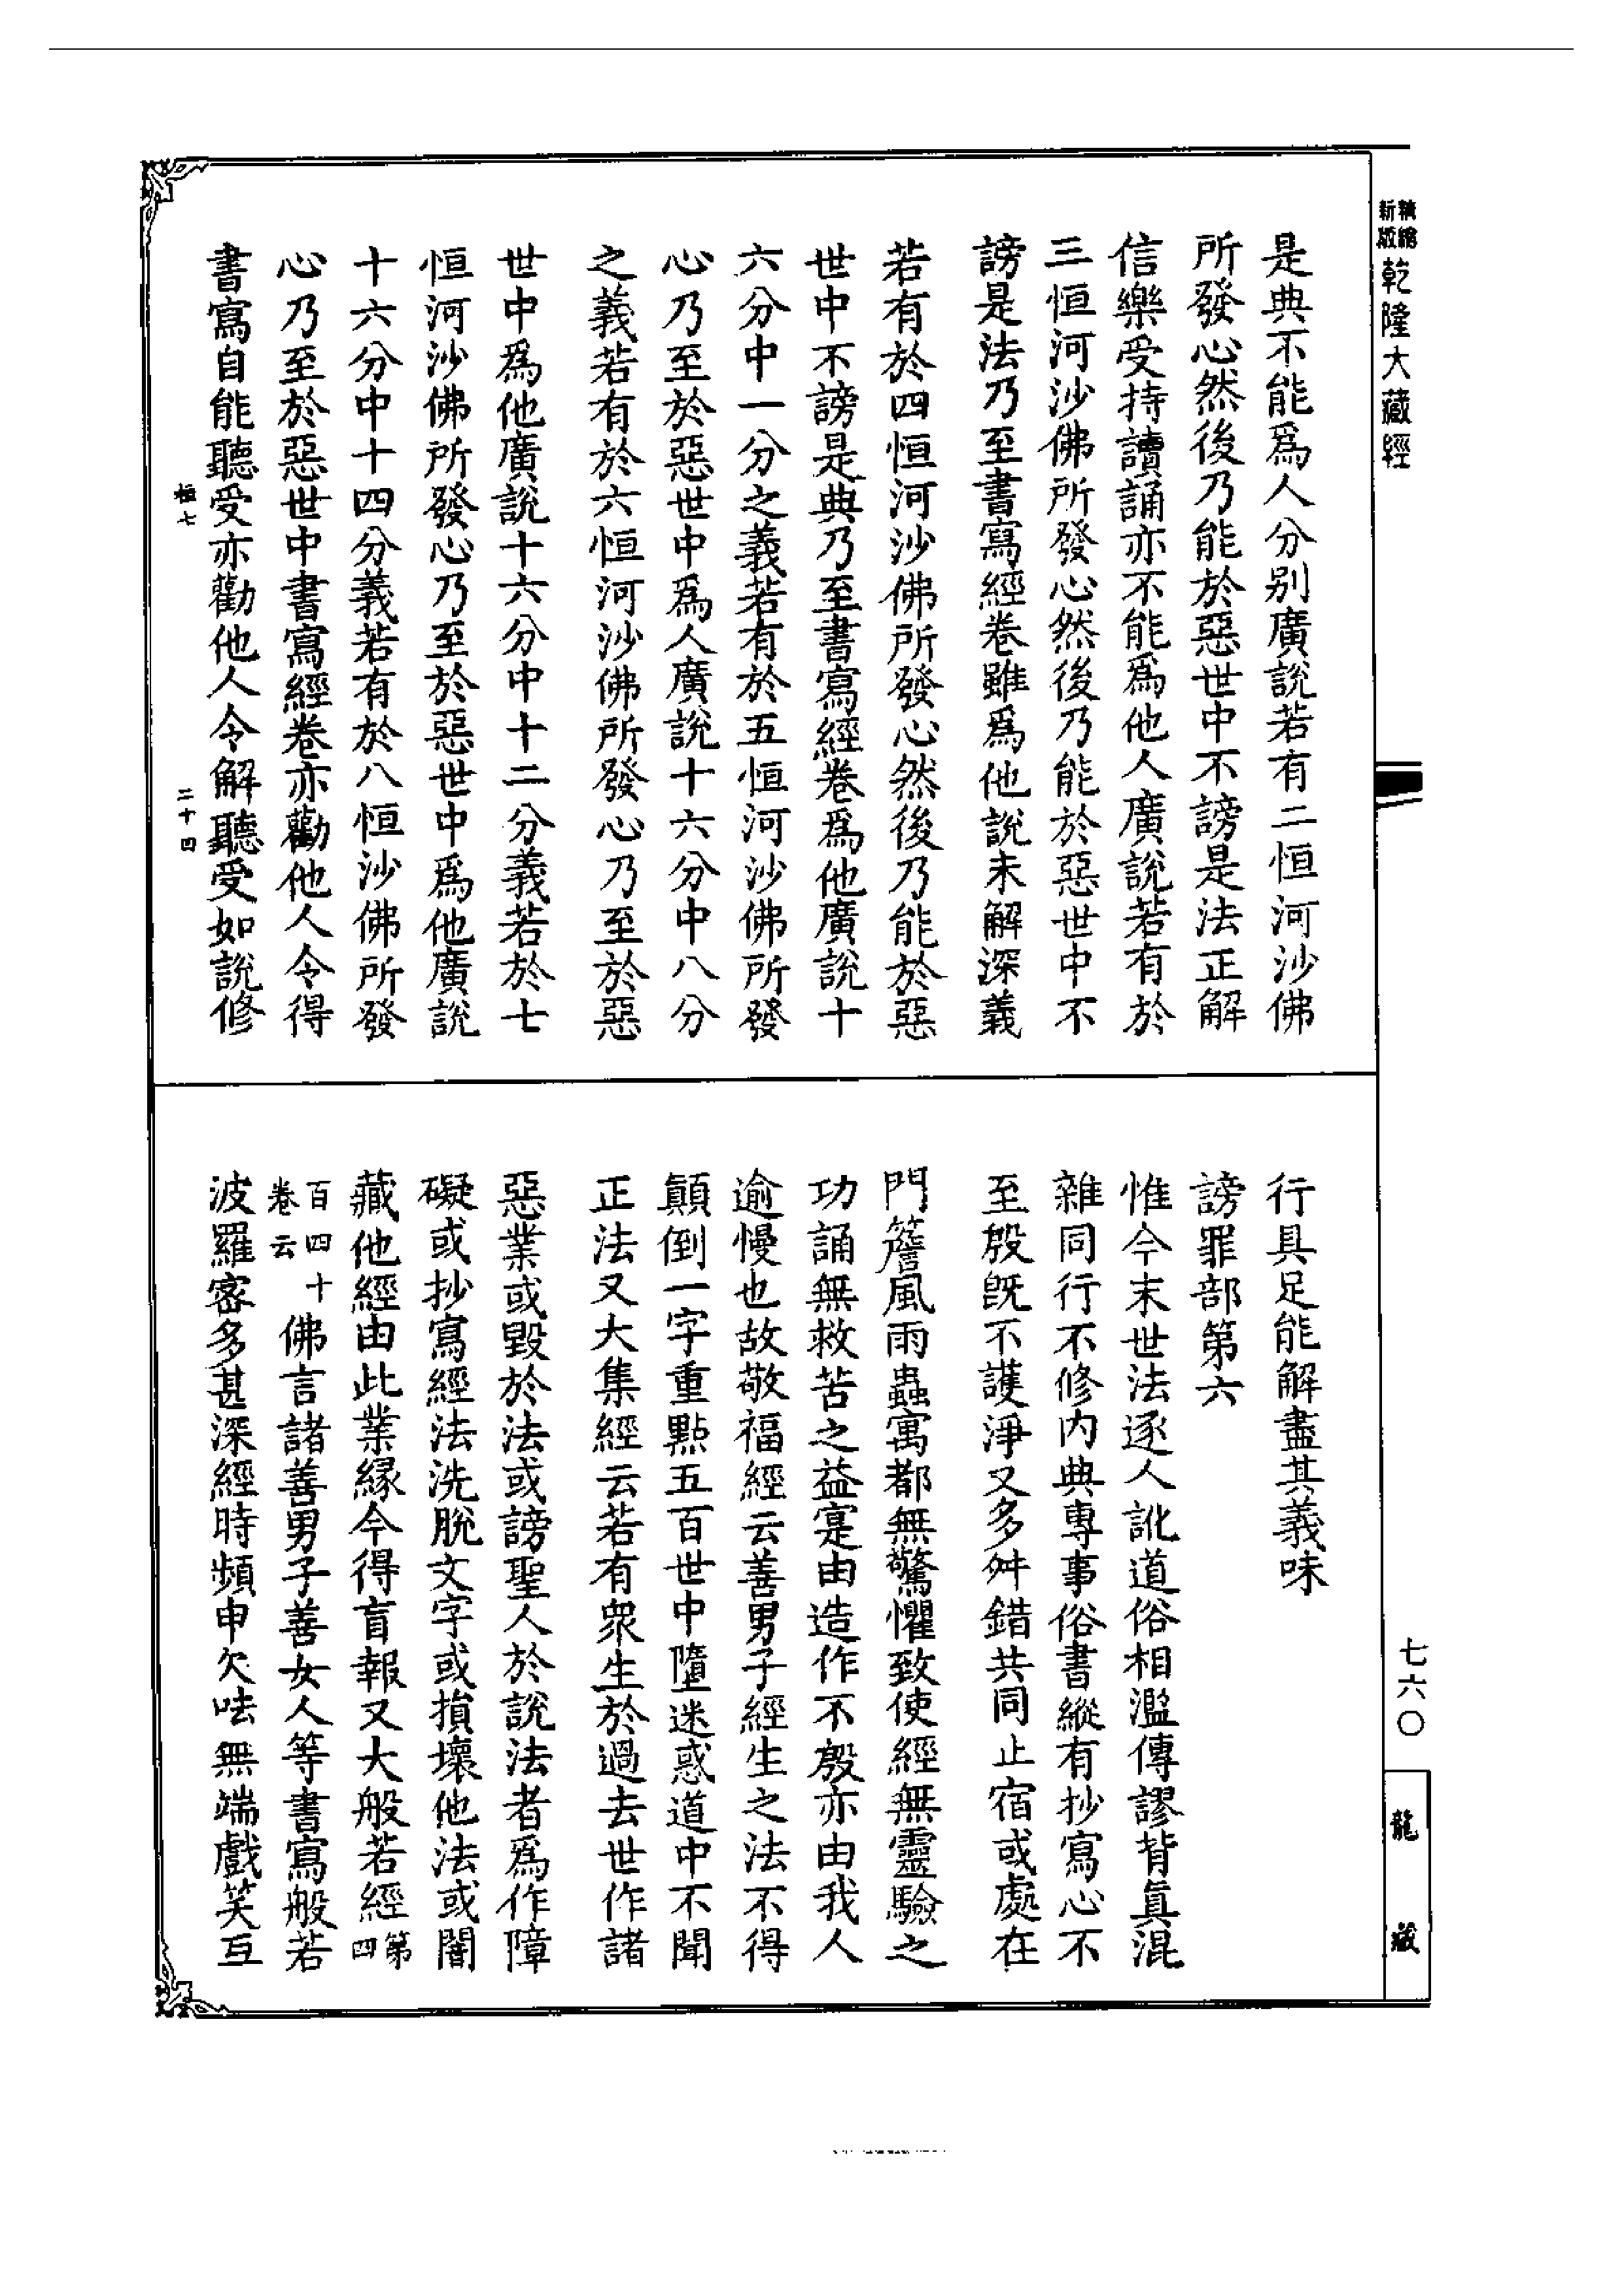 新版精縮乾隆大藏經
是典不能爲人分别廣說若有二恒河沙佛
所發心然後乃能於惡世中不謗是法正解
信樂受持讀誦亦不能爲他人廣說若有於
三恒河沙佛所發心然後乃能於惡世中不
謗是法乃至書寫經卷雖爲他說未解深義
若有於四恒河沙佛所發心然後乃能於惡
世中不謗是典乃至書寫經卷爲他廣說十
六分中一分之義若有於五恒河沙佛所發
心乃至於惡世中爲人廣說十六分中八分
之義若有於六恒河沙佛所發心乃至於惡
世中爲他廣說十六分中十二分義若於七
恒河沙佛所發心乃至於惡世中爲他廣說
十六分中十四分義若有於八恒沙佛所發
心乃至於惡世中書寫經卷亦勸他人令得
書寫自能聽受亦勸他人令解聽受如說修
桓七
二十四
行具足能解盡其義味
謗罪部第六
惟今末世法逐人訛道俗相濫傳謬背真混
雜同行不修内典專事俗書縱有抄寫心不
至殷既不護淨又多舛錯共同止宿或處在
門簷風雨蟲寓都無驚懼致使經無靈驗之
功誦無救苦之益寔由造作不殷亦由我人
逾慢也故敬福經云善男子經生之法不得
顛倒一字重點五百世中墮迷惑道中不聞
正法又大集經云若有眾生於過去世作諸
惡業或毀於法或謗聖人於說法者爲作障
礙或抄寫經法洗脫文字或損壞他法或闇
藏他經由此業緣今得盲報又大般若經第四
百四十卷云佛言諸善男子善女人等書寫般若
波羅密多甚深經時頻申欠呿無端戲笑互
七六〇
龍藏